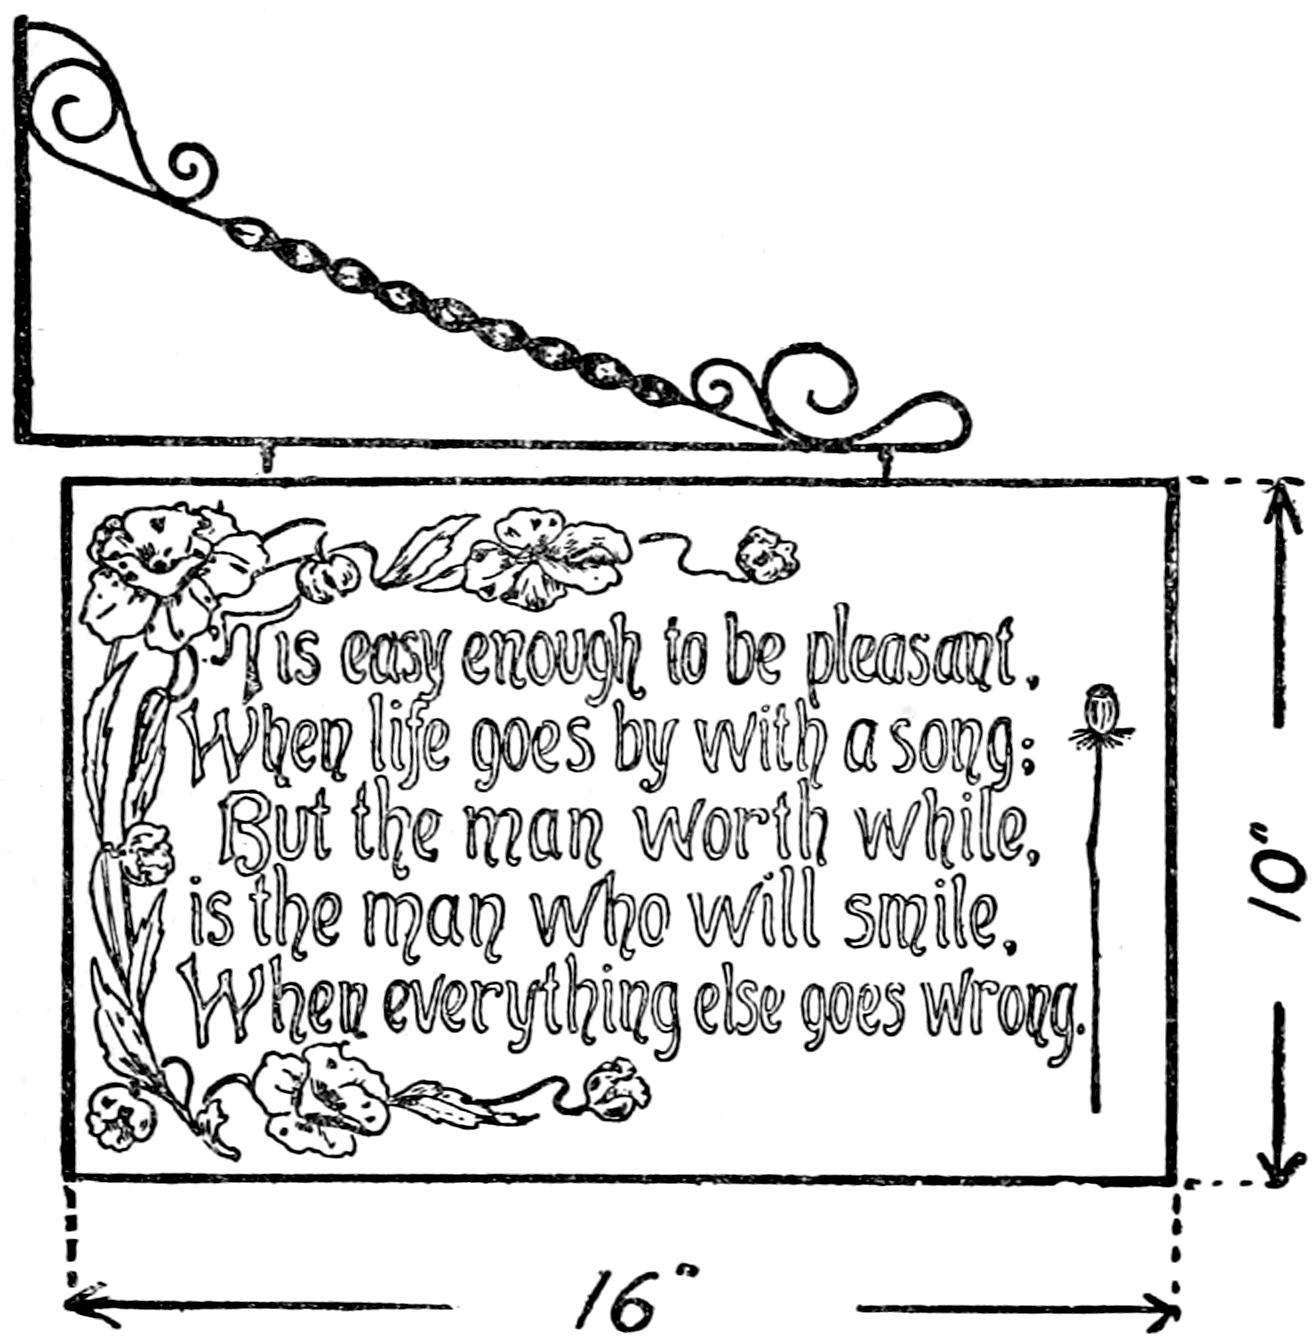 'Tis easy enough to be pleasant,
When life goes by with a song;
But the man worth while,
is the man who will smile,
When everything else goes wrong.
10"
16"